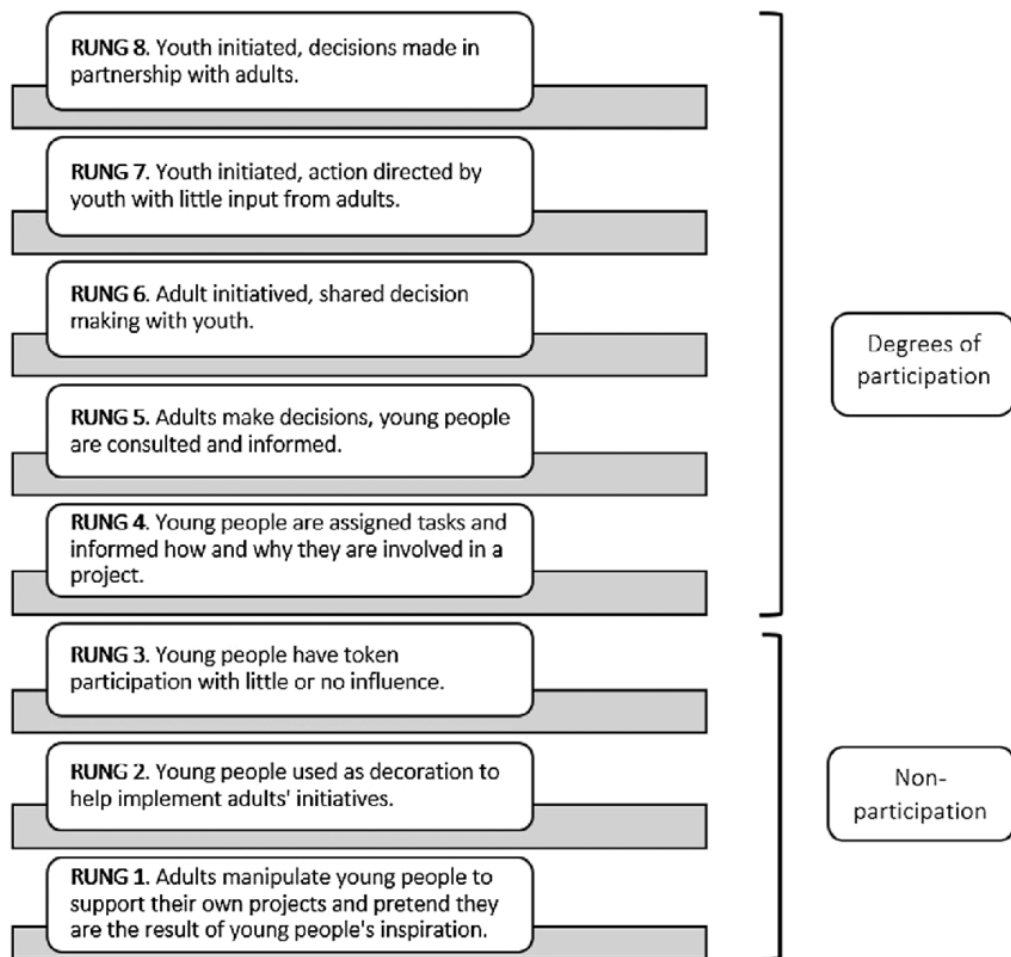 RUNG 8. Youth initiated, decisions made in
partnership with adults.
RUNG 7. Youth initiated, action directed by
youth with little input from adults.
RUNG 6. Adult initiatived, shared decision
making with youth.
Degrees of
participation
RUNG 5. Adults make decisions, young people
are consulted and informed.
RUNG 4. Young people are assigned tasks and
informed how and why they are involved in a
project.
RUNG 3. Young people have token
participation with little or no influence.
RUNG 2. Young people used as decoration to
help implement adults' initiatives.
Non-
participation
RUNG 1. Adults manipulate young people to
support their own projects and pretend they
are the result of young people's inspiration.